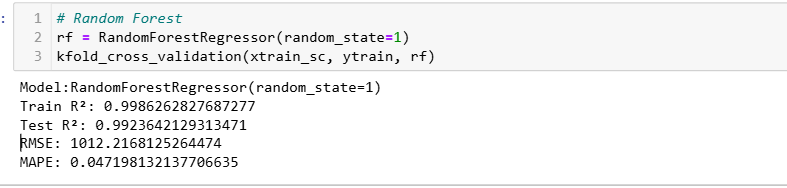 :
1 # Random Forest
2 rf = RandomForestRegressor(random_state=1)
3 kfold_cross_validation(xtrain_sc, ytrain, rf)
Model:RandomForestRegressor(random_state=1)
Train R²: 0.9986262827687277
Test R²: 0.9923642129313471
RMSE: 1012.2168125264474
MAPE: 0.047198132137706635